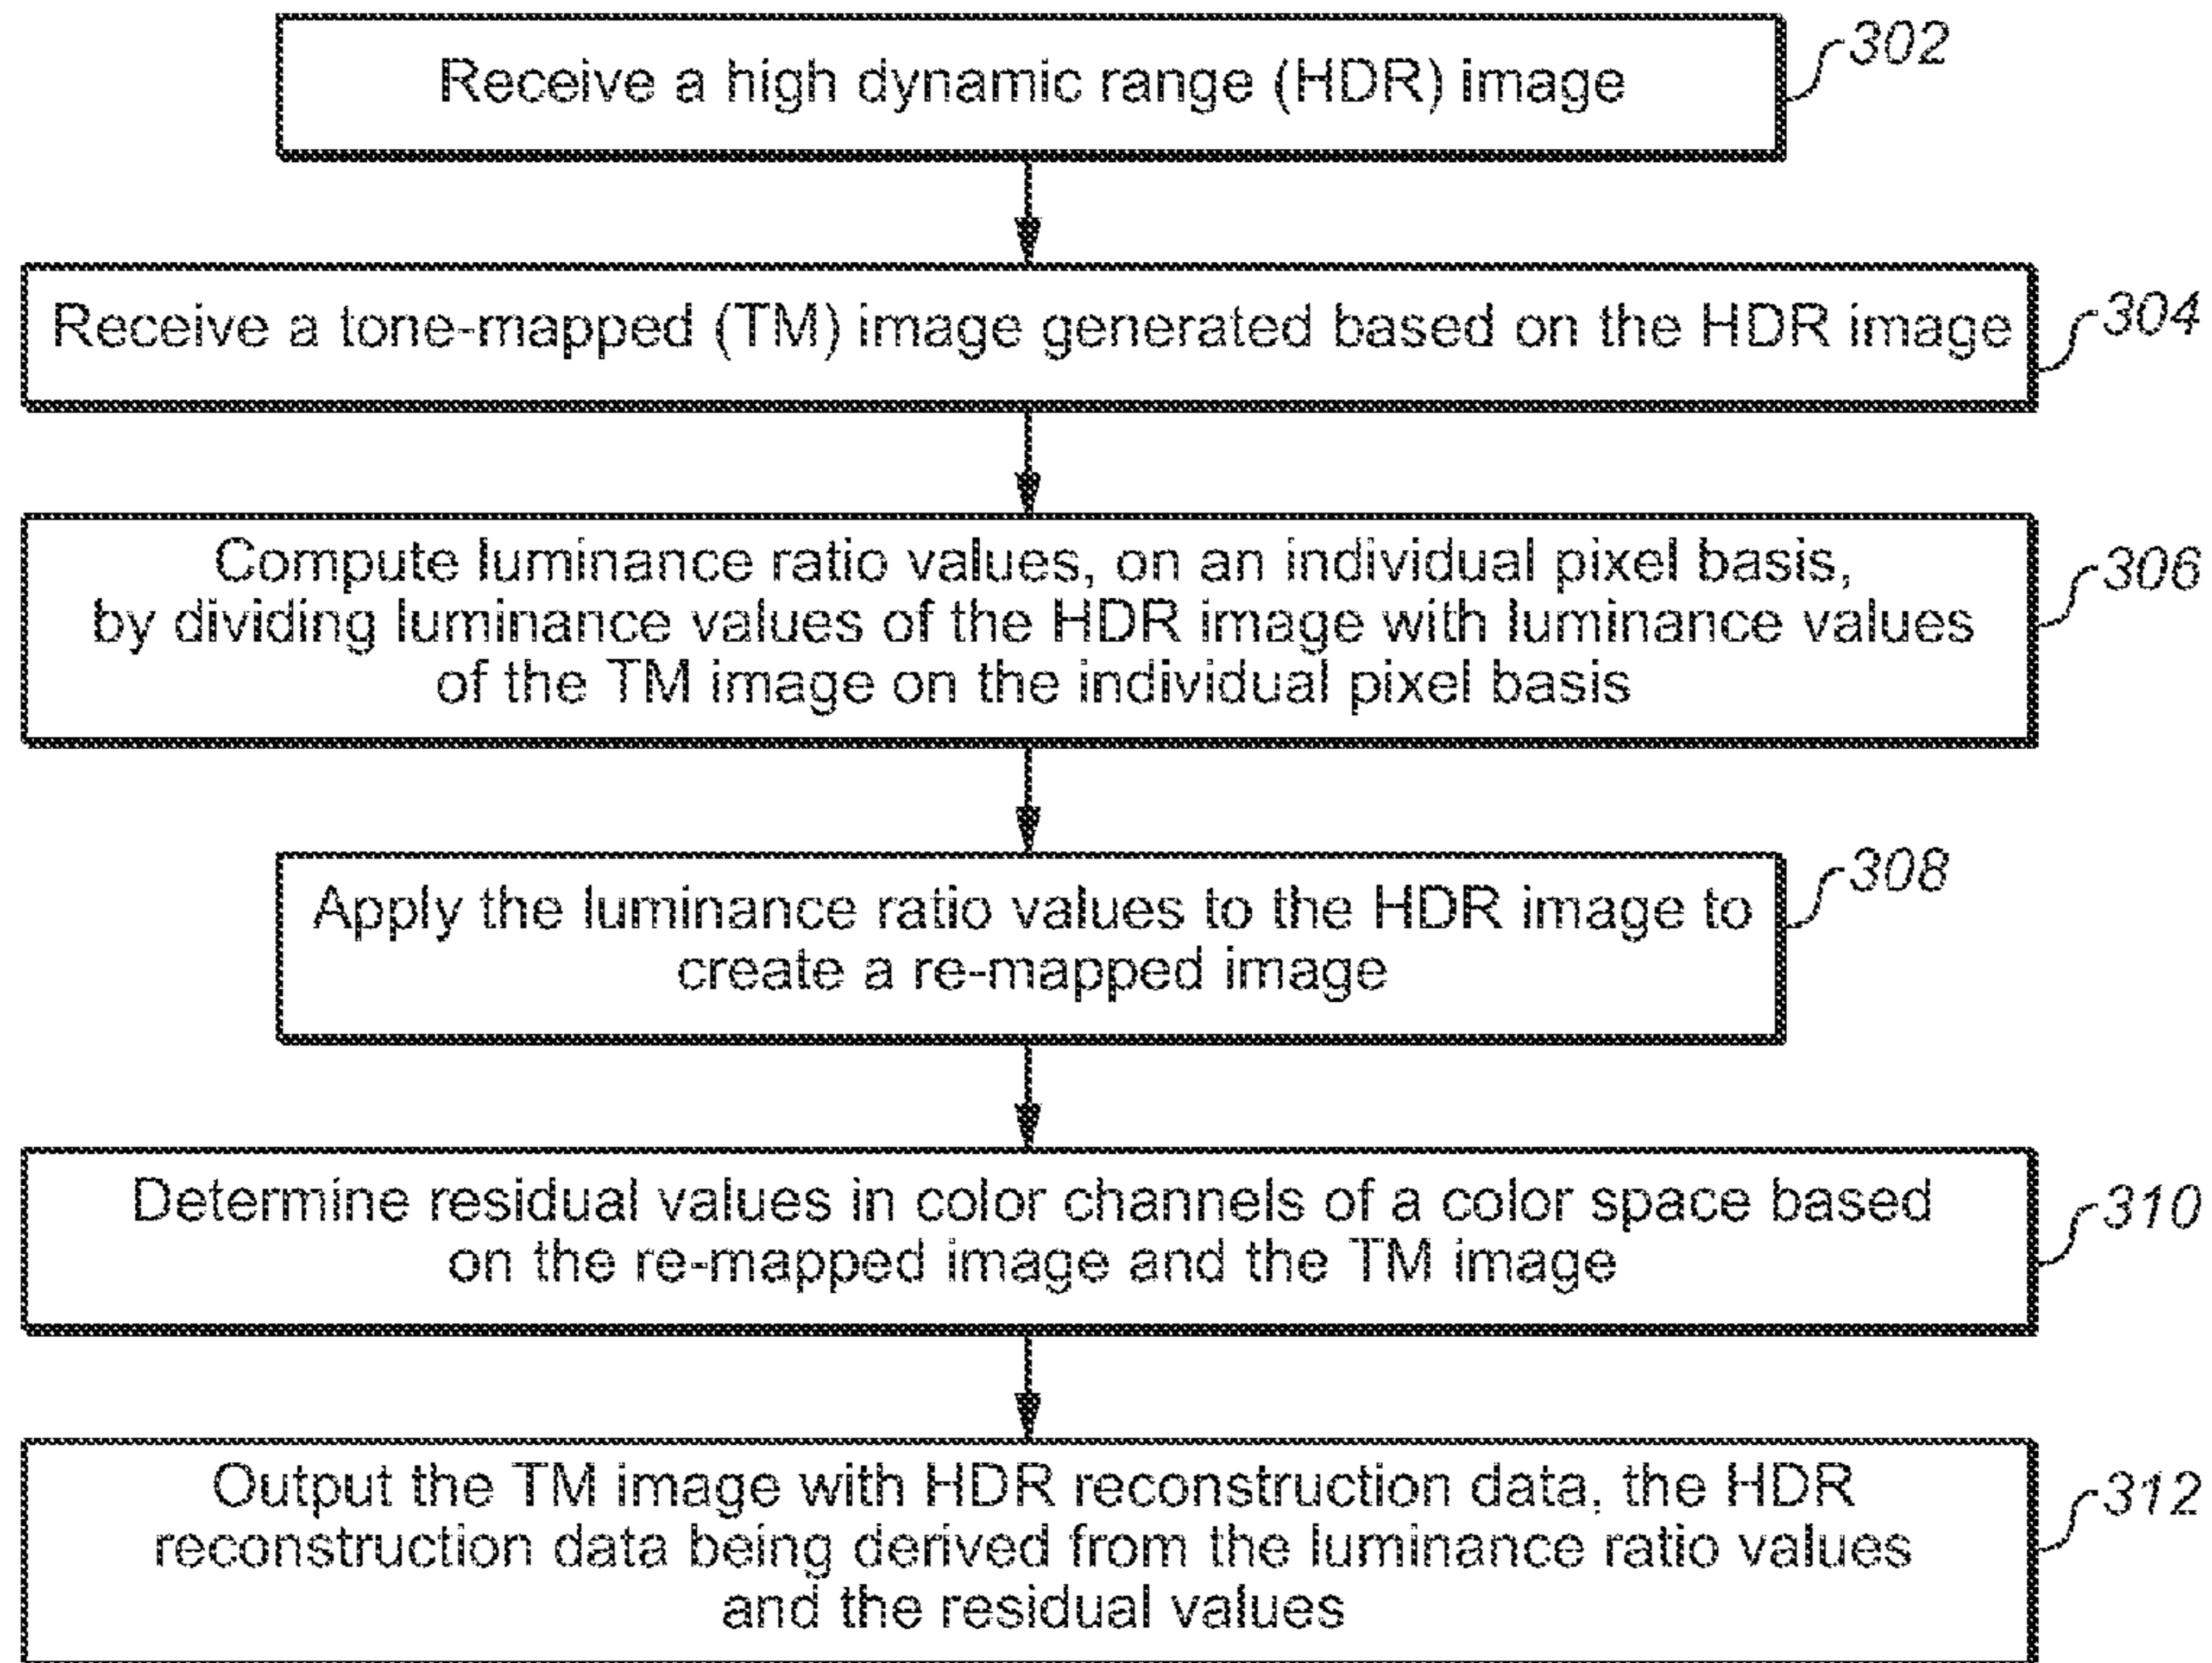 Receive a high dynamic range (HDR) image
302
Receive a tone-mapped (TM) image generated based on the HDR image
304
Compute luminance ratio values, on an individual pixel basis,
by dividing luminance values of the HDR image with luminance values
of the TM image on the individual pixel basis
306
Apply the luminance ratio values to the HDR image to
create a re-mapped image
308
Determine residual values in color channels of a color space based
on the re-mapped image and the TM image
310
Output the TM image with HDR reconstruction data, the HDR
reconstruction data being derived from the luminance ratio values
and the residual values
312